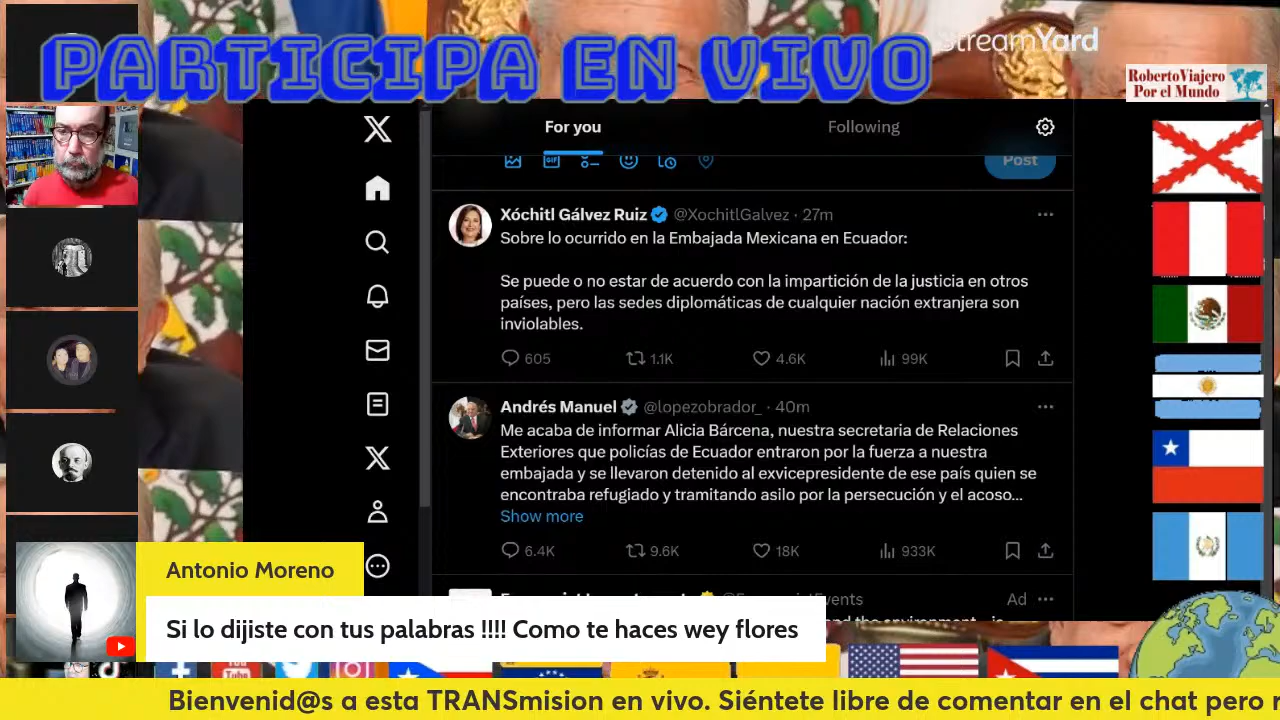 PARTICIPA EN VIVO
StreamYard
RobertoViajero
Por el Mundo
For you
Following
GIF
Post
Xóchitl Gálvez Ruiz @XochitlGalvez · 27m
Sobre lo ocurrido en la Embajada Mexicana en Ecuador:
Se puede o no estar de acuerdo con la impartición de la justicia en otros
países, pero las sedes diplomáticas de cualquier nación extranjera son
inviolables.
605 1.1K 4.6K 99K
Andrés Manuel @lopezobrador_ · 40m
Me acaba de informar Alicia Bárcena, nuestra secretaria de Relaciones
Exteriores que policías de Ecuador entraron por la fuerza a nuestra
embajada y se llevaron detenido al exvicepresidente de ese país quien se
encontraba refugiado y tramitando asilo por la persecución y el acoso...
Show more
6.4K 9.6K 18K 933K
Ad
Antonio Moreno
Si lo dijiste con tus palabras !!!! Como te haces wey flores
You
Tube
Bienvenid@s a esta TRANSmision en vivo. Siéntete libre de comentar en el chat pero